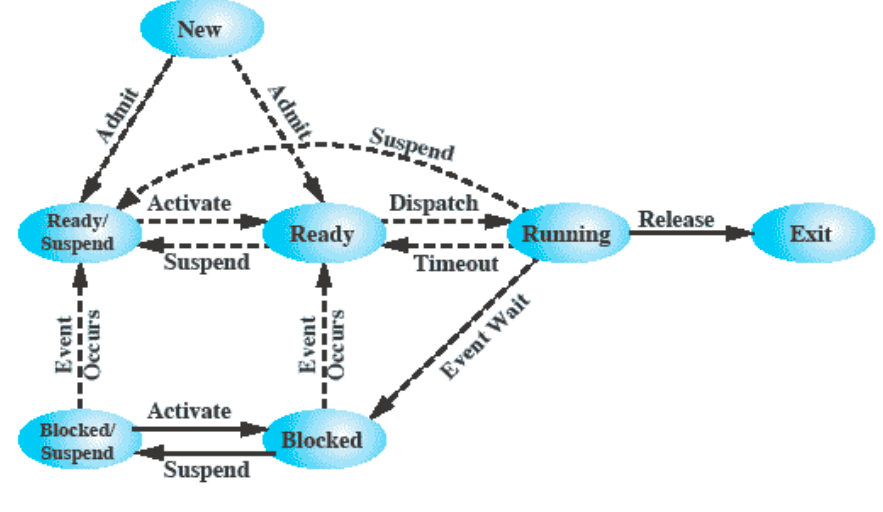 New
Admit
Admit
Suspend
Ready/
Suspend
Activate
Suspend
Ready
Dispatch
Timeout
Running
Release
Exit
Event
Occurs
Event
Occurs
Event Wait
Blocked/
Suspend
Activate
Suspend
Blocked